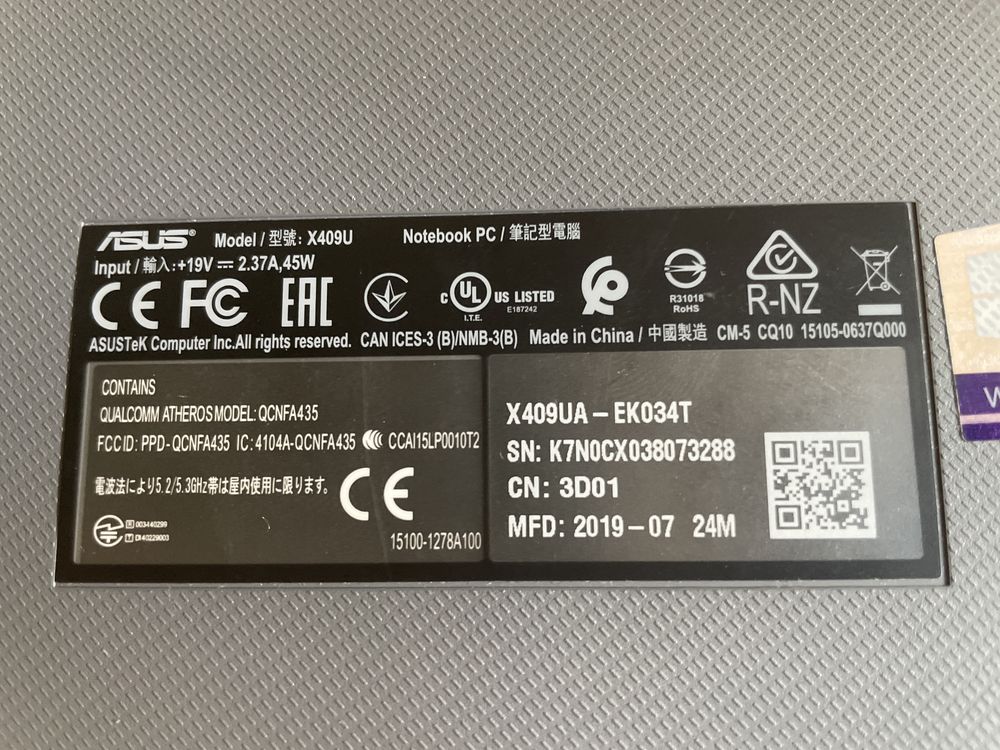 ASUS® Model / 型號: X409U Notebook PC / 筆記型電腦
Input / 輸入:+19V ⎓ 2.37A,45W
CE FC EAC C UL US LISTED
I.T.E. E187242
R31018
RoHS
R-NZ
ASUSTeK Computer Inc.All rights reserved. CAN ICES-3 (B)/NMB-3(B) Made in China / 中國製造 CM-5 CQ10 15105-0637Q000
CONTAINS
QUALCOMM ATHEROS MODEL: QCNFA435
FCC ID: PPD-QCNFA435 IC: 4104A-QCNFA435 CCAI15LP0010T2
電波法により5.2/5.3GHz帯は屋内使用に限ります。 CE
R 003440299
T DI40229003
15100-1278A100
X409UA-EK034T
SN: K7N0CX038073288
CN: 3D01
MFD: 2019-07 24M
W